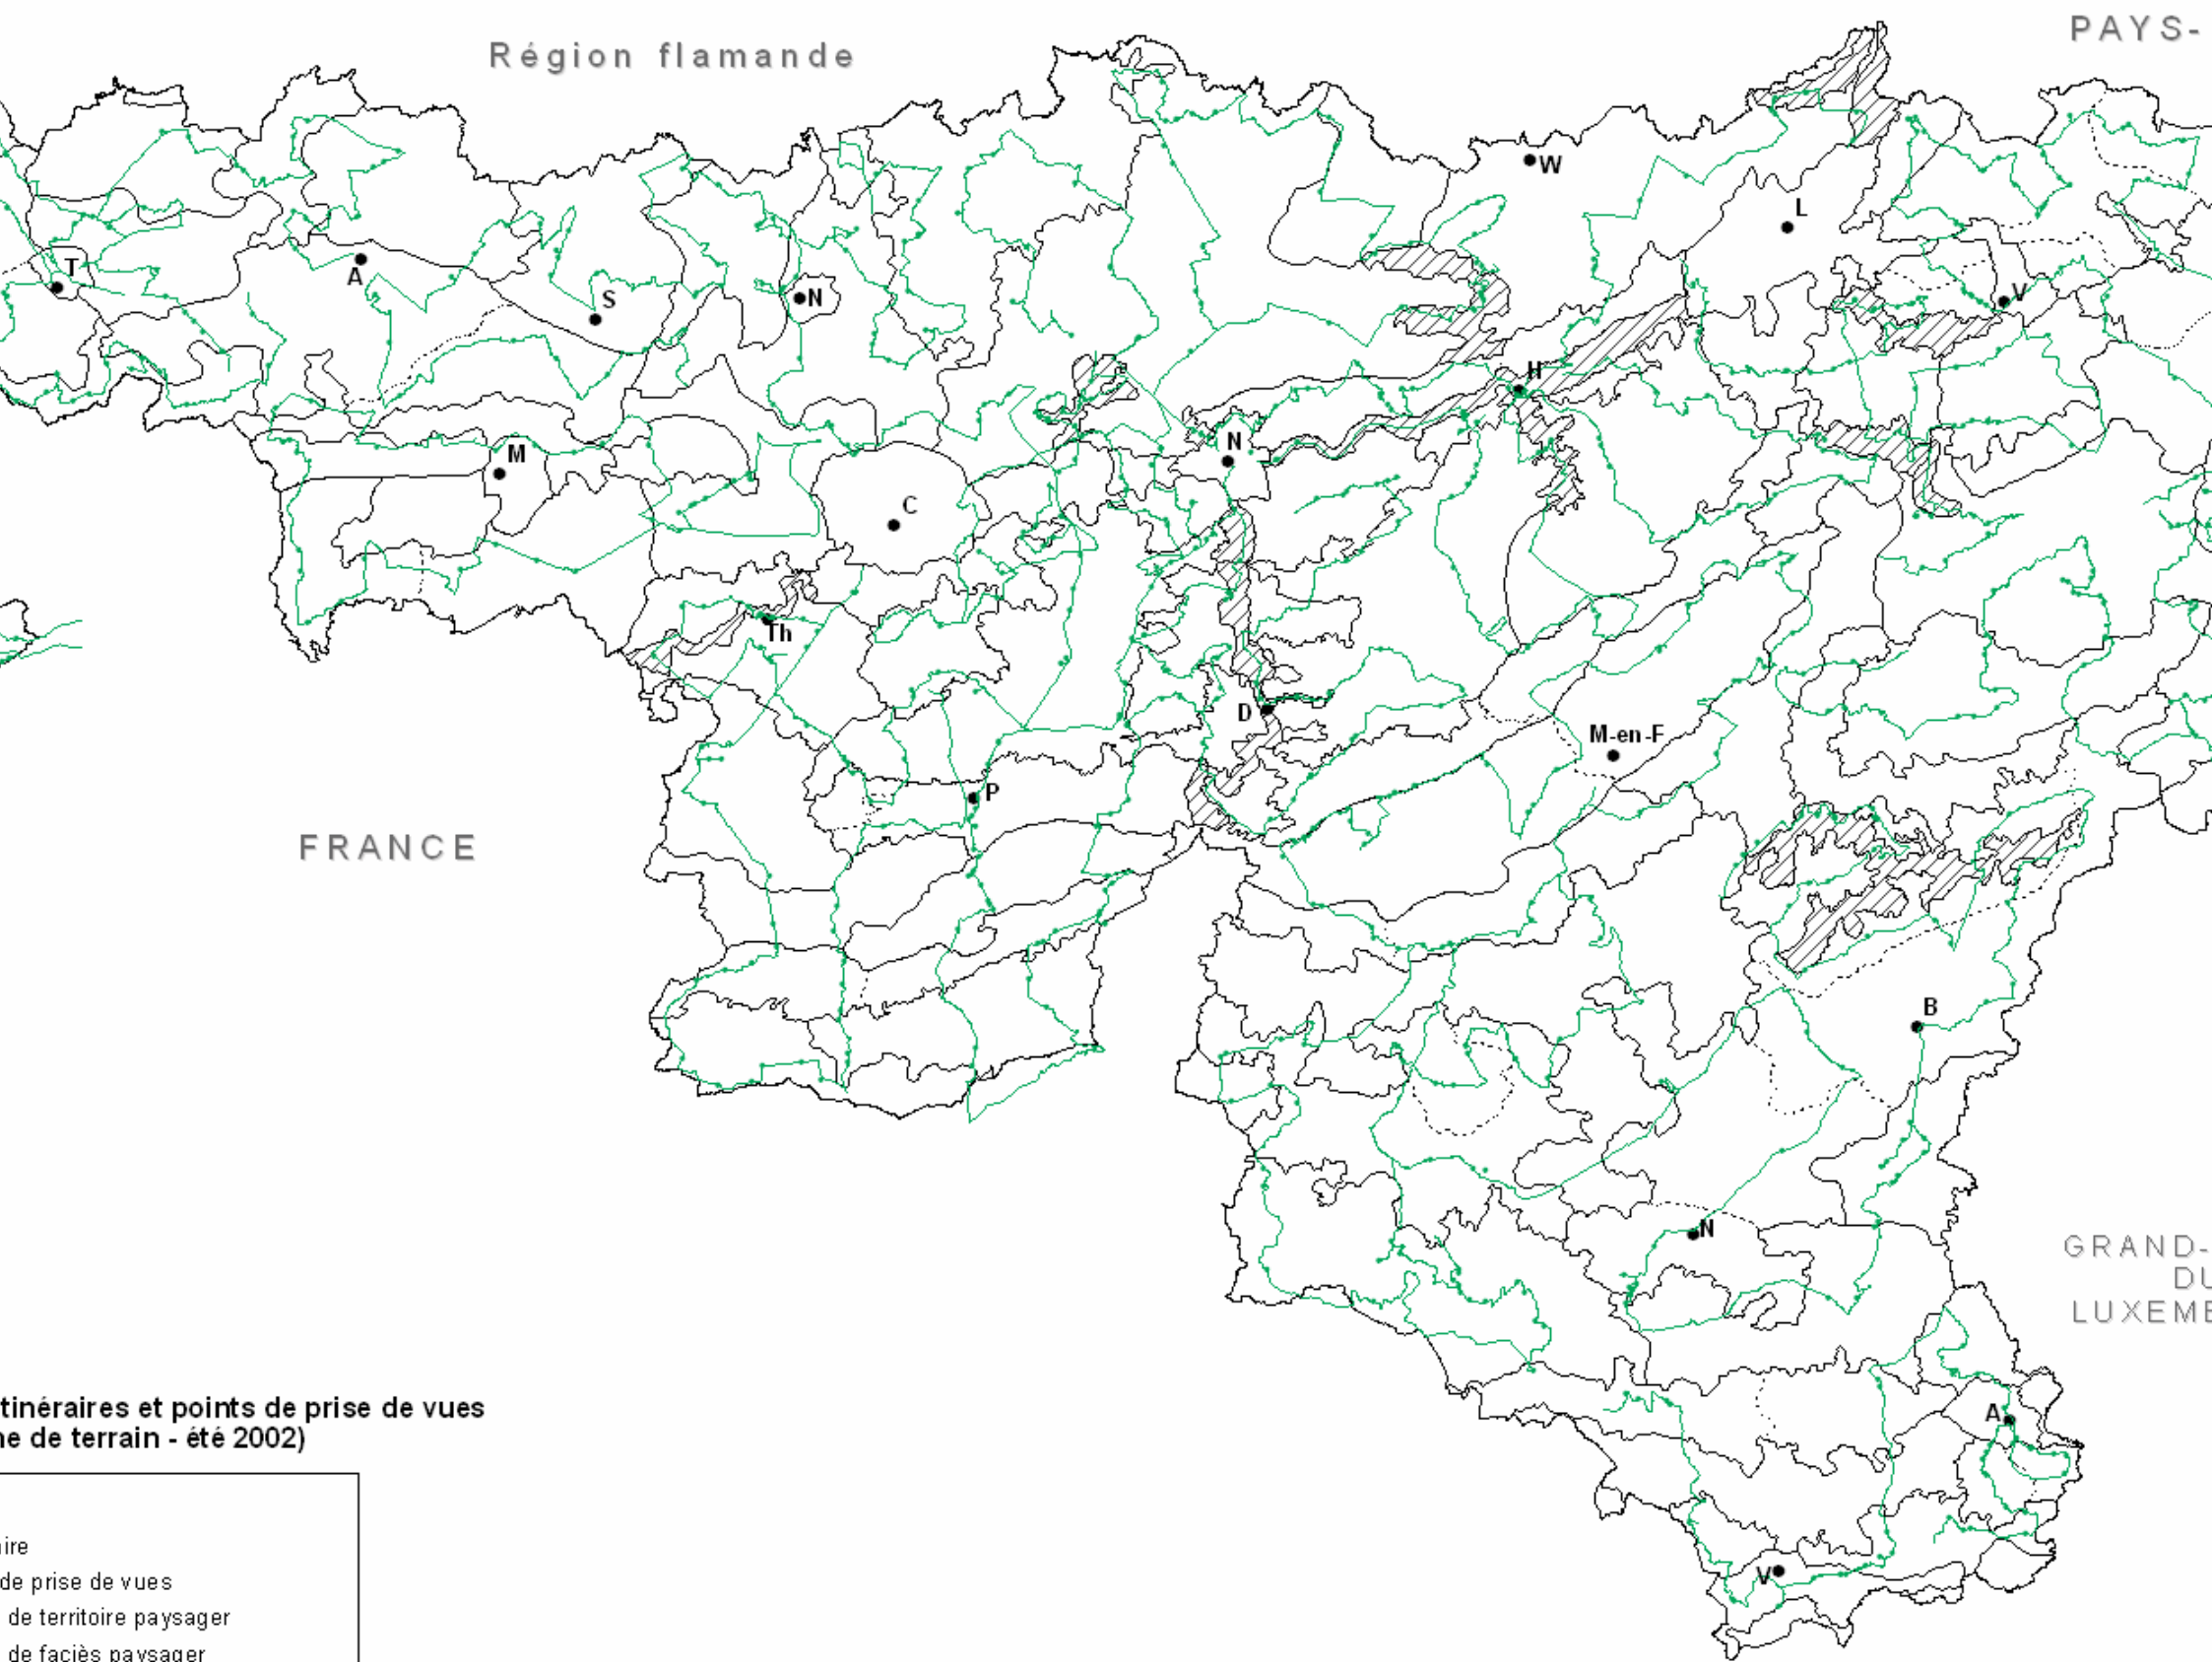 Région flamande
PAYS-
W
L
T
A
S
N
V
H
M
N
C
Th
D
M-en-F
P
FRANCE
B
N
GRAND-
DU
LUXEME
A
V
tinéraires et points de prise de vues
ne de terrain - été 2002)
ire
de prise de vues
de territoire paysager
de faciès paysager